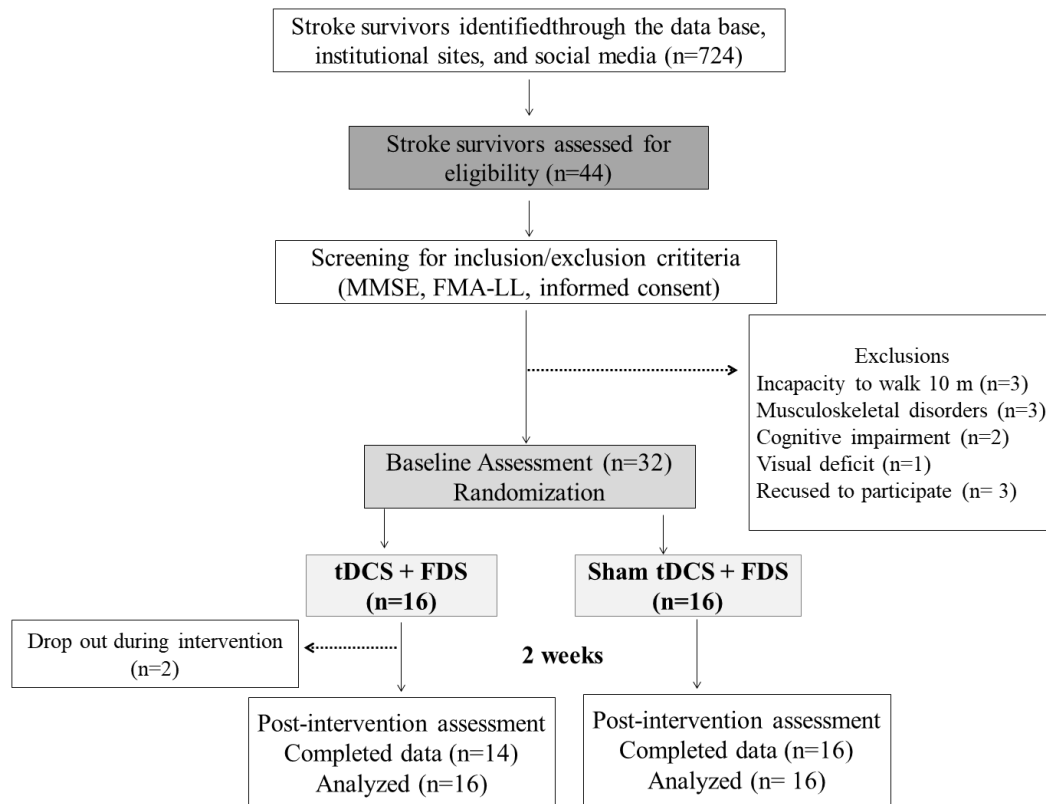 Stroke survivors identifiedthrough the data base,
institutional sites, and social media (n=724)
Stroke survivors assessed for
eligibility (n=44)
Screening for inclusion/exclusion crititeria
(MMSE, FMA-LL, informed consent)
Exclusions
Incapacity to walk 10 m (n=3)
Musculoskeletal disorders (n=3)
Cognitive impairment (n=2)
Visual deficit (n=1)
Recused to participate (n= 3)
Baseline Assessment (n=32)
Randomization
tDCS + FDS
(n=16)
Sham tDCS + FDS
(n=16)
Drop out during intervention
(n=2)
2 weeks
Post-intervention assessment
Completed data (n=14)
Analyzed (n=16)
Post-intervention assessment
Completed data (n=16)
Analyzed (n= 16)